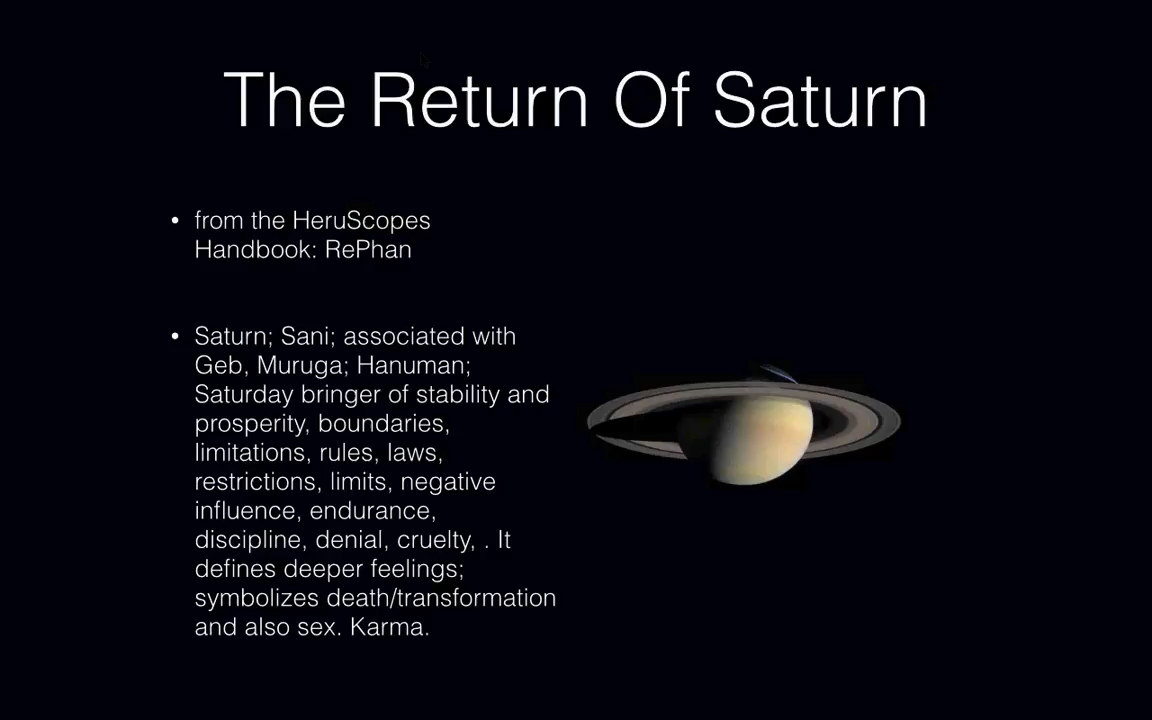 The Return Of Saturn
• from the HeruScopes
Handbook: RePhan
• Saturn; Sani; associated with
Geb, Muruga; Hanuman;
Saturday bringer of stability and
prosperity, boundaries,
limitations, rules, laws,
restrictions, limits, negative
influence, endurance,
discipline, denial, cruelty, . It
defines deeper feelings;
symbolizes death/transformation
and also sex. Karma.